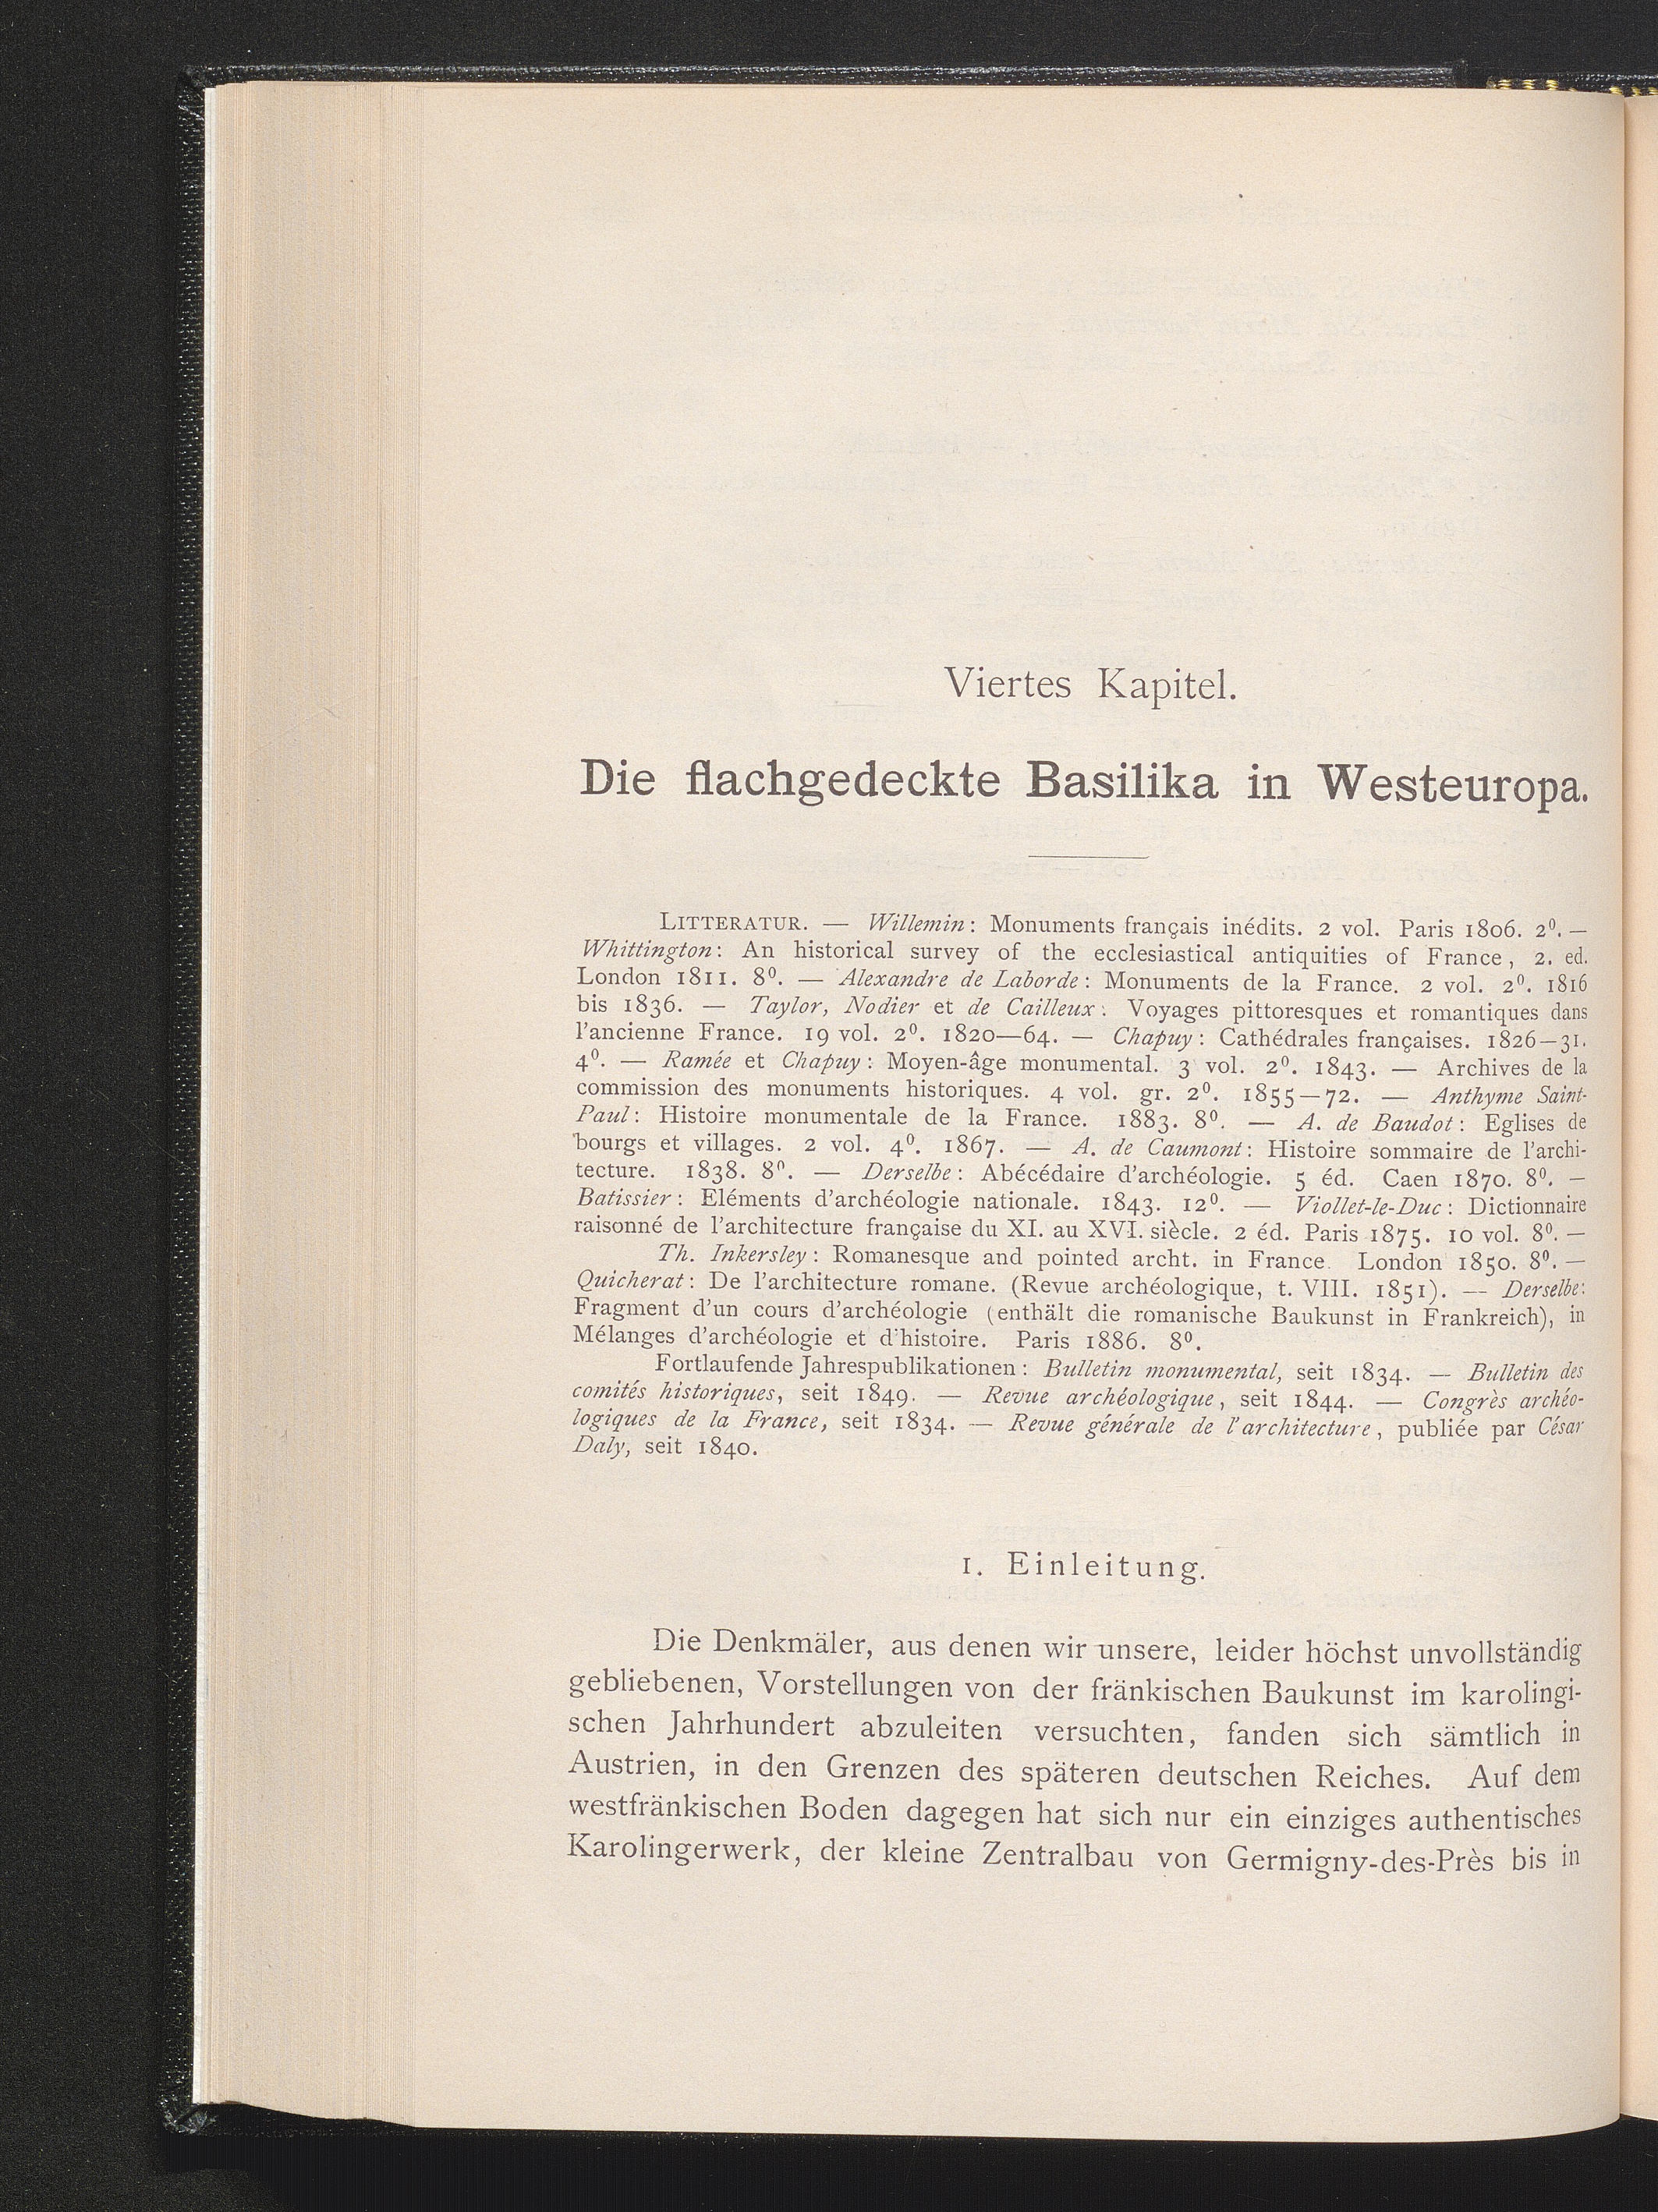 Viertes Kapitel.
Die flachgedeckte Basilika in Westeuropa.
LITTERATUR. — Willemin: Monuments français inédits. 2 vol. Paris 1806. 2⁰. —
Whittington: An historical survey of the ecclesiastical antiquities of France, 2. ed.
London 1811. 8⁰. — Alexandre de Laborde: Monuments de la France. 2 vol. 2⁰. 1816
bis 1836. — Taylor, Nodier et de Cailleux: Voyages pittoresques et romantiques dans
l'ancienne France. 19 vol. 2⁰. 1820—64. — Chapuy: Cathédrales françaises. 1826—31.
4⁰. — Ramée et Chapuy: Moyen-âge monumental. 3 vol. 2⁰. 1843. — Archives de la
commission des monuments historiques. 4 vol. gr. 2⁰. 1855—72. — Anthyme Saint-
Paul: Histoire monumentale de la France. 1883. 8⁰. — A. de Baudot: Eglises de
bourgs et villages. 2 vol. 4⁰. 1867. — A. de Caumont: Histoire sommaire de l'archi-
tecture. 1838. 8⁰. — Derselbe: Abécédaire d'archéologie. 5 éd. Caen 1870. 8⁰. —
Batissier: Eléments d'archéologie nationale. 1843. 12⁰. — Viollet-le-Duc: Dictionnaire
raisonné de l'architecture française du XI. au XVI. siècle. 2 éd. Paris 1875. 10 vol. 8⁰. —
Th. Inkersley: Romanesque and pointed archt. in France. London 1850. 8⁰. —
Quicherat: De l'architecture romane. (Revue archéologique, t. VIII. 1851). — Derselbe:
Fragment d'un cours d'archéologie (enthält die romanische Baukunst in Frankreich), in
Mélanges d'archéologie et d'histoire. Paris 1886. 8⁰.
Fortlaufende Jahrespublikationen: Bulletin monumental, seit 1834. — Bulletin des
comités historiques, seit 1849. — Revue archéologique, seit 1844. — Congrès archéo-
logiques de la France, seit 1834. — Revue générale de l'architecture, publiée par César
Daly, seit 1840.
1. Einleitung.
Die Denkmäler, aus denen wir unsere, leider höchst unvollständig
gebliebenen, Vorstellungen von der fränkischen Baukunst im karolingi-
schen Jahrhundert abzuleiten versuchten, fanden sich sämtlich in
Austrien, in den Grenzen des späteren deutschen Reiches. Auf dem
westfränkischen Boden dagegen hat sich nur ein einziges authentisches
Karolingerwerk, der kleine Zentralbau von Germigny-des-Près bis in